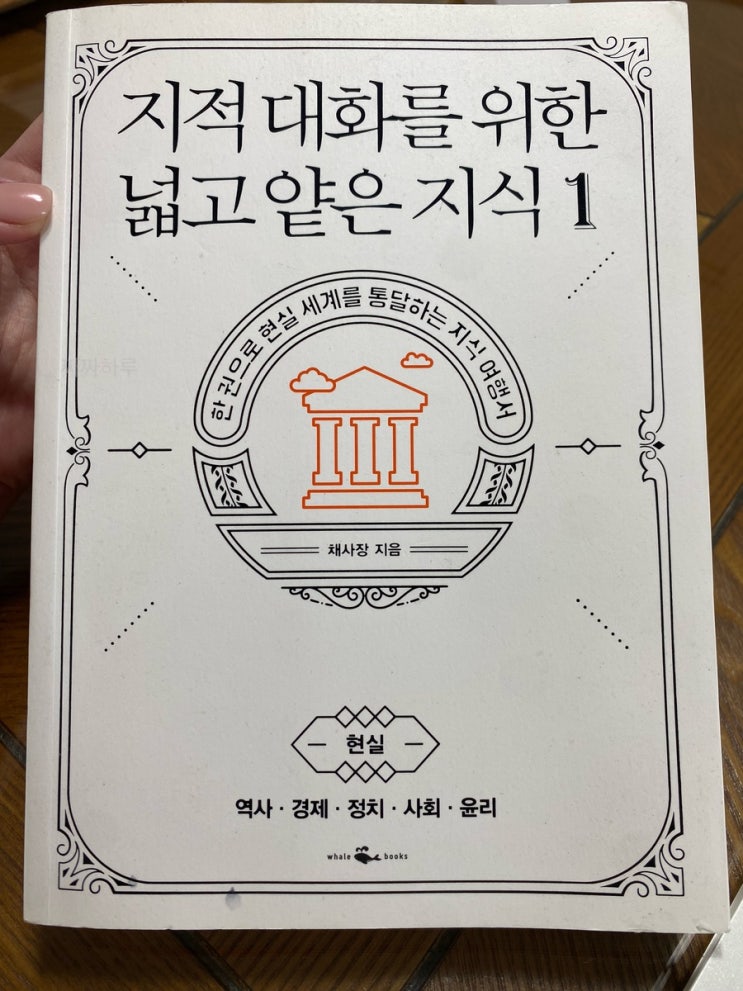 지적 대화를 위한
넓고 얕은 지식 1
한 권으로 현실 세계를 통달하는 지식 여행서
채사장 지음
현실
역사 · 경제 · 정치 · 사회 · 윤리
whale books